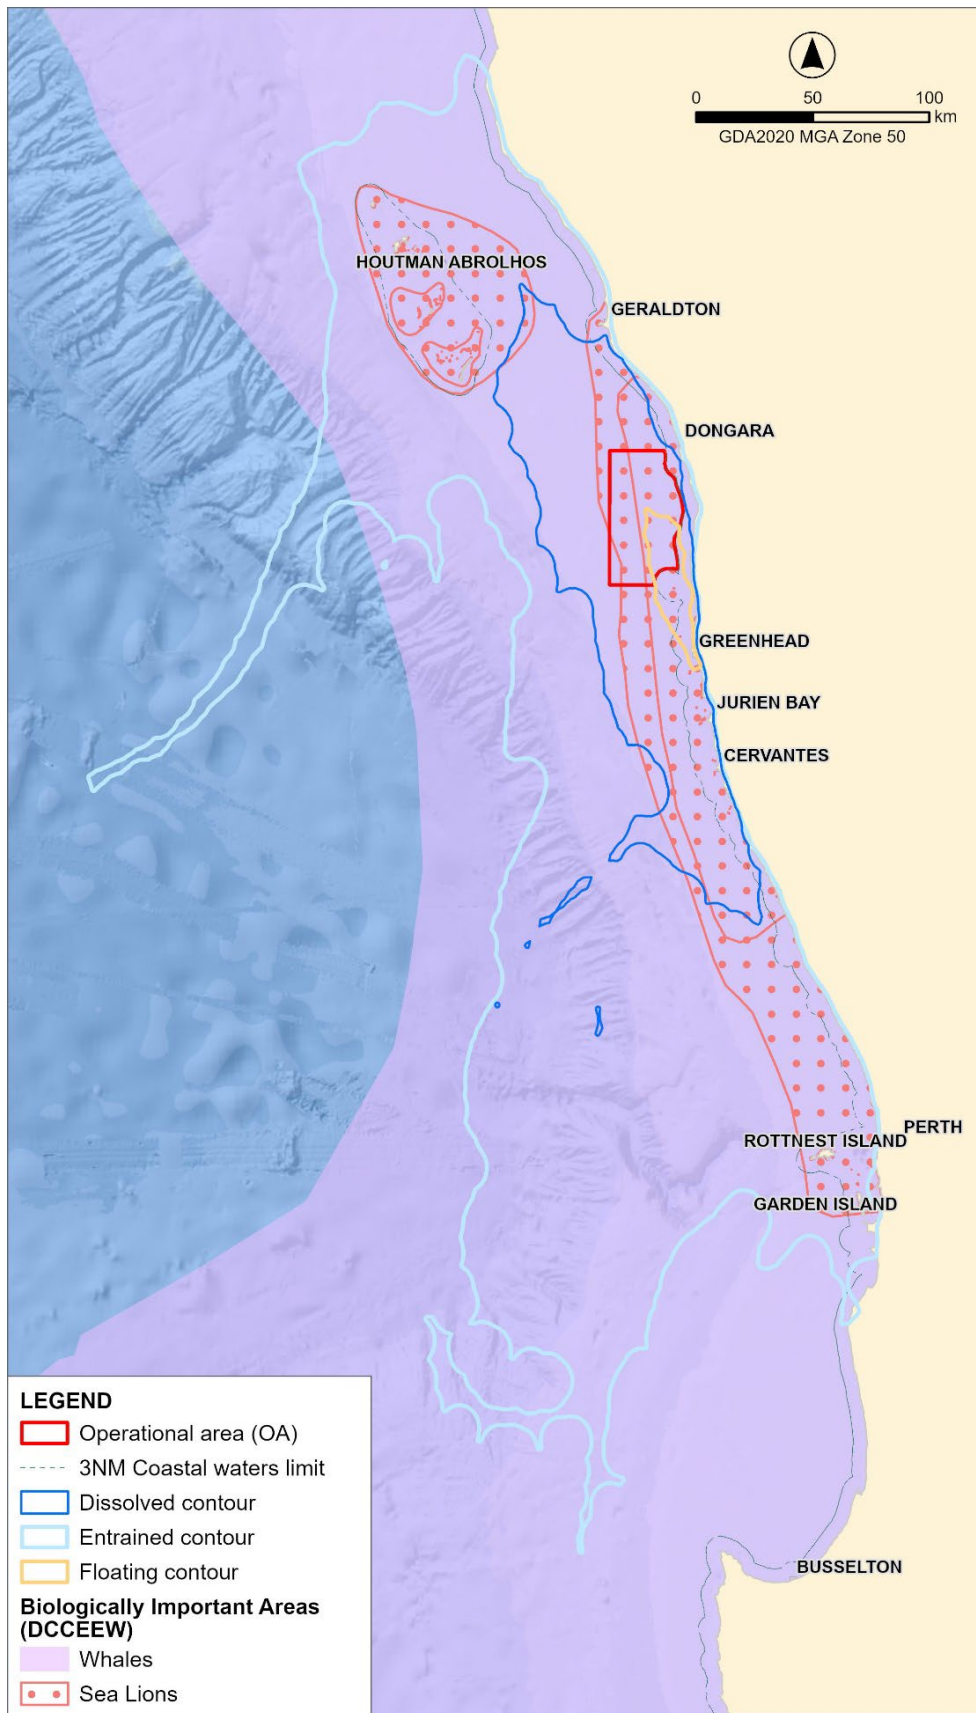 0 50 100
km
GDA2020 MGA Zone 50
HOUTMAN ABROLHOS
GERALDTON
DONGARA
GREENHEAD
JURIEN BAY
CERVANTES
PERTH
ROTTNEST ISLAND
GARDEN ISLAND
BUSSELTON
LEGEND
Operational area (OA)
3NM Coastal waters limit
Dissolved contour
Entrained contour
Floating contour
Biologically Important Areas
(DCCEEW)
Whales
Sea Lions